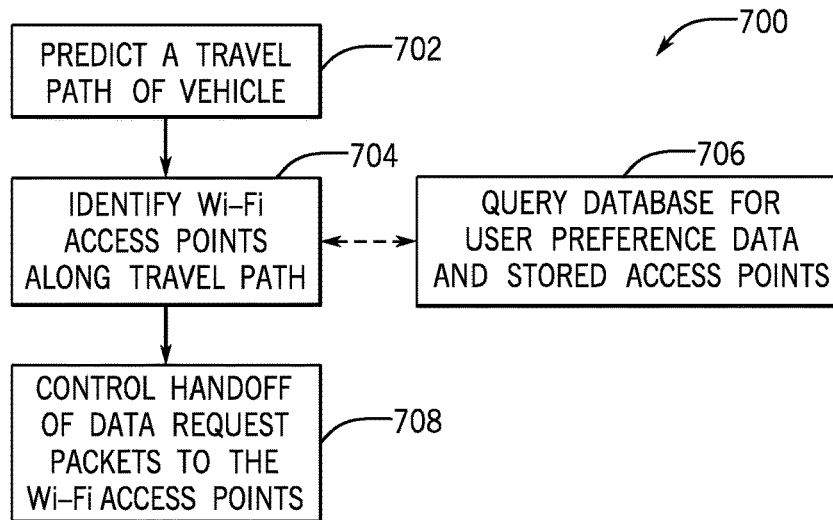 700
PREDICT A TRAVEL
PATH OF VEHICLE
702
704
IDENTIFY Wi–Fi
ACCESS POINTS
ALONG TRAVEL PATH
706
QUERY DATABASE FOR
USER PREFERENCE DATA
AND STORED ACCESS POINTS
CONTROL HANDOFF
OF DATA REQUEST
PACKETS TO THE
Wi–Fi ACCESS POINTS
708